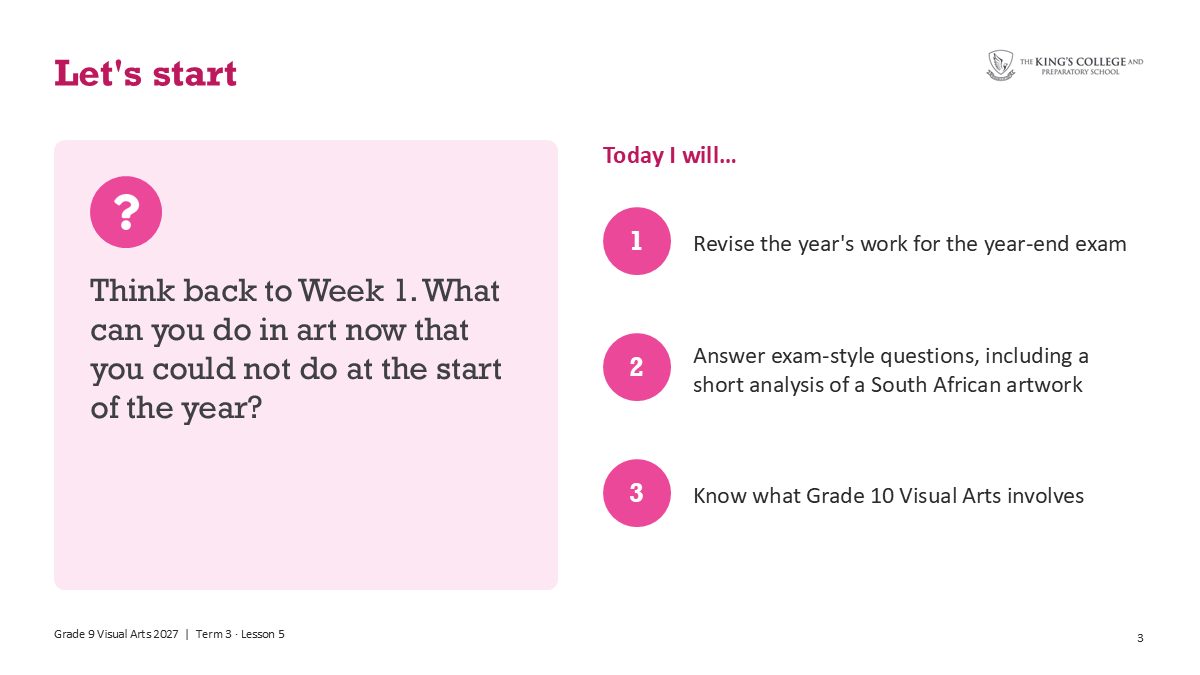 Let's start
THE KING'S COLLEGE AND
PREPARATORY SCHOOL
?
Think back to Week 1. What
can you do in art now that
you could not do at the start
of the year?
Today I will...
1
Revise the year's work for the year-end exam
2
Answer exam-style questions, including a
short analysis of a South African artwork
3
Know what Grade 10 Visual Arts involves
Grade 9 Visual Arts 2027 | Term 3 · Lesson 5
3